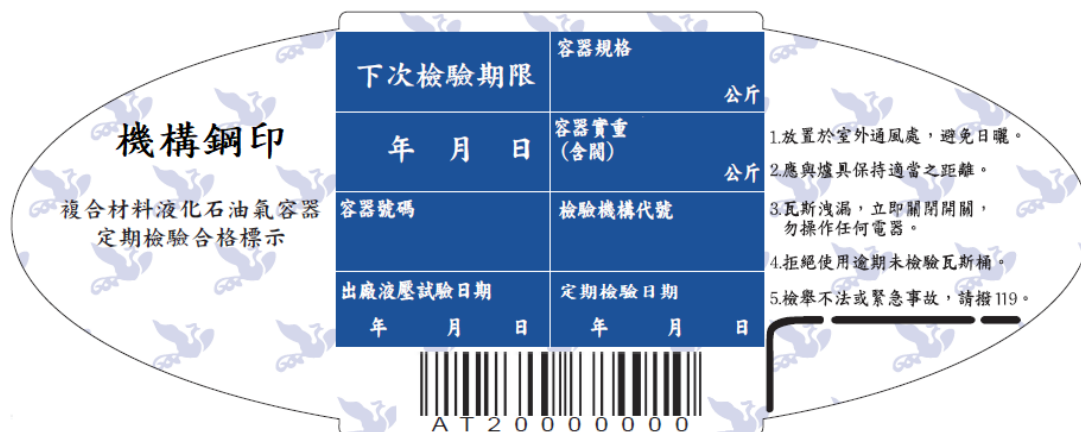 機構鋼印
複合材料液化石油氣容器
定期檢驗合格標示
下次檢驗期限
年 月 日
容器規格
公斤
容器實重
(含閥)
公斤
容器號碼
檢驗機構代號
出廠液壓試驗日期
年 月 日
定期檢驗日期
年 月 日
AT20000000
1.放置於室外通風處，避免日曬。
2.應與爐具保持適當之距離。
3.瓦斯洩漏，立即關閉開關，
勿操作任何電器。
4.拒絕使用逾期未檢驗瓦斯桶。
5.檢舉不法或緊急事故，請撥119。